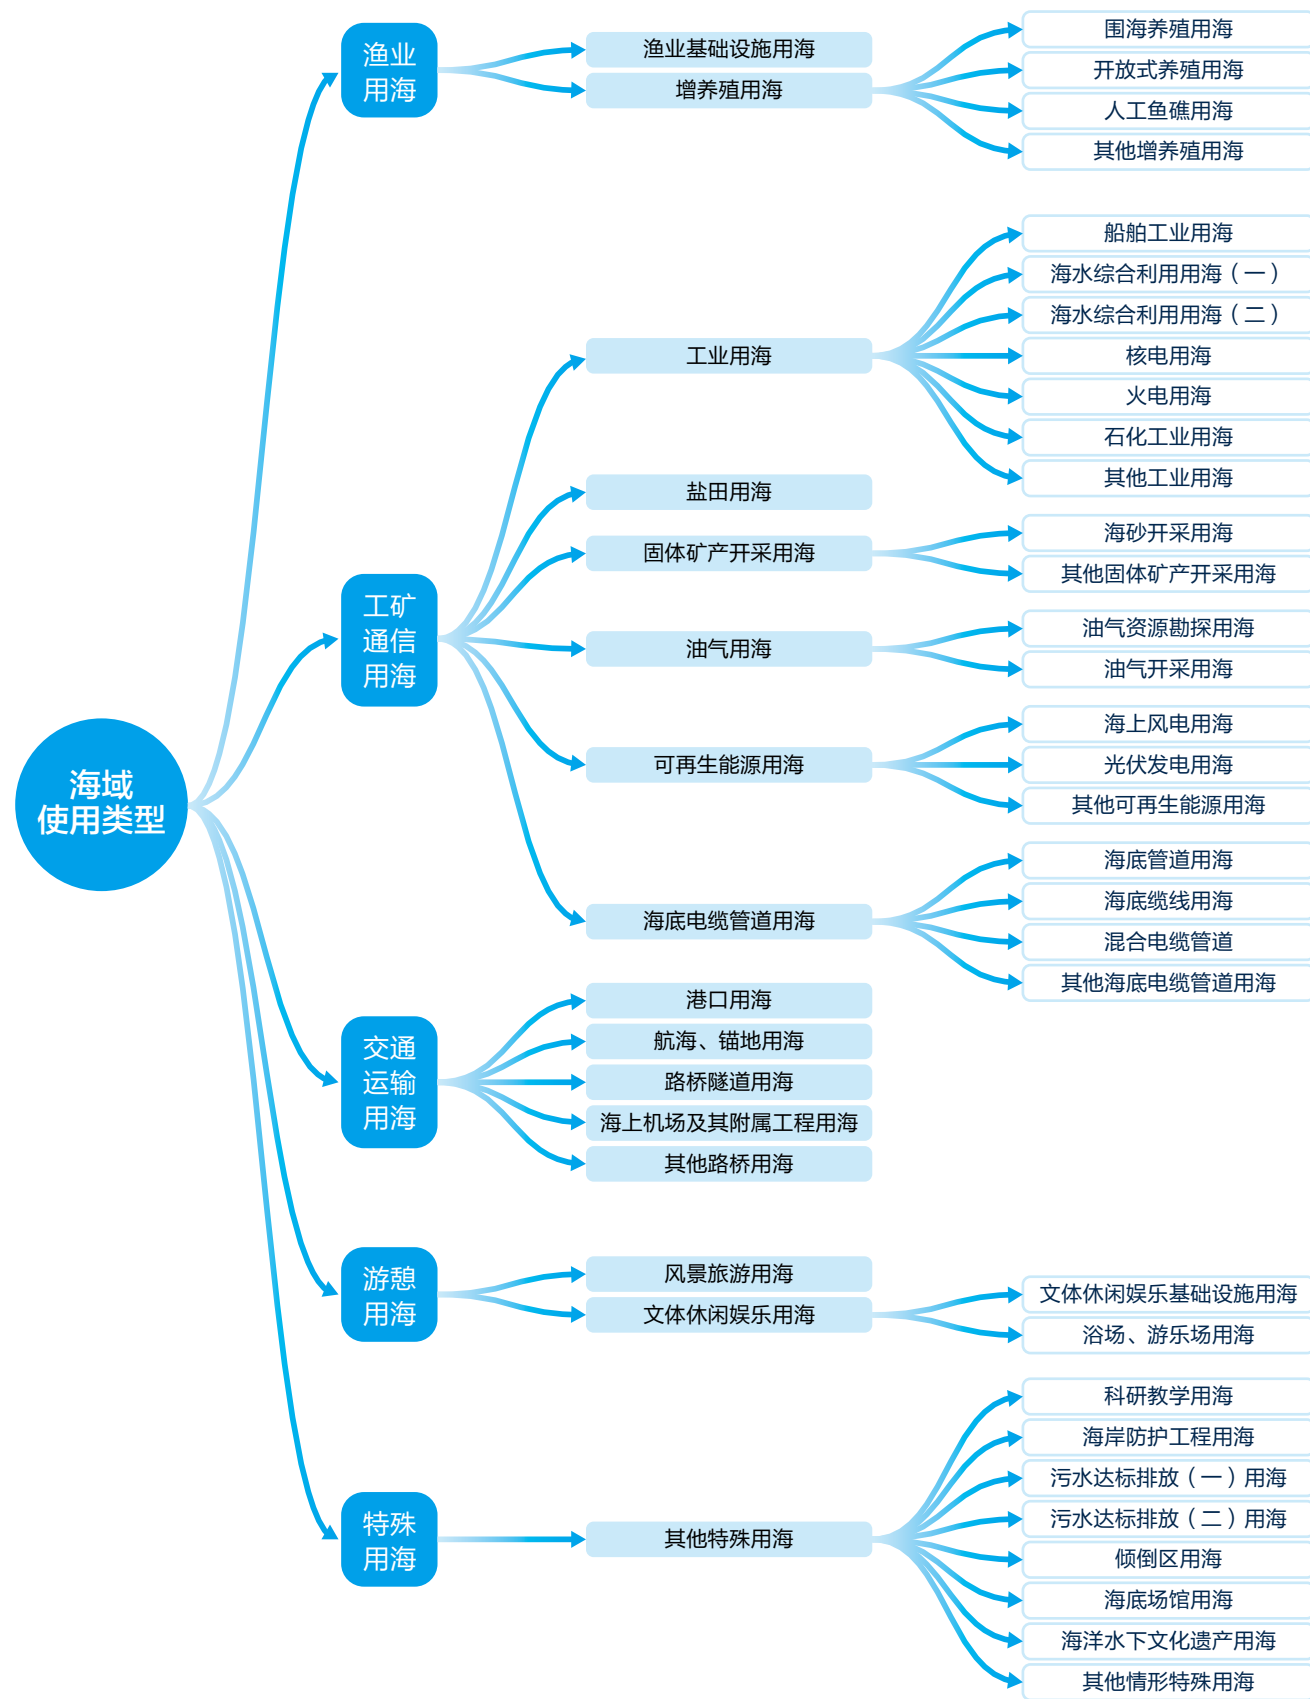 海域
使用类型
渔业
用海
渔业基础设施用海
增养殖用海
围海养殖用海
开放式养殖用海
人工鱼礁用海
其他增养殖用海
工矿
通信
用海
工业用海
船舶工业用海
海水综合利用用海（一）
海水综合利用用海（二）
核电用海
火电用海
石化工业用海
其他工业用海
盐田用海
固体矿产开采用海
海砂开采用海
其他固体矿产开采用海
油气用海
油气资源勘探用海
油气开采用海
可再生能源用海
海上风电用海
光伏发电用海
其他可再生能源用海
海底电缆管道用海
海底管道用海
海底缆线用海
混合电缆管道
其他海底电缆管道用海
交通
运输
用海
港口用海
航海、锚地用海
路桥隧道用海
海上机场及其附属工程用海
其他路桥用海
游憩
用海
风景旅游用海
文体休闲娱乐用海
文体休闲娱乐基础设施用海
浴场、游乐场用海
特殊
用海
其他特殊用海
科研教学用海
海岸防护工程用海
污水达标排放（一）用海
污水达标排放（二）用海
倾倒区用海
海底场馆用海
海洋水下文化遗产用海
其他情形特殊用海